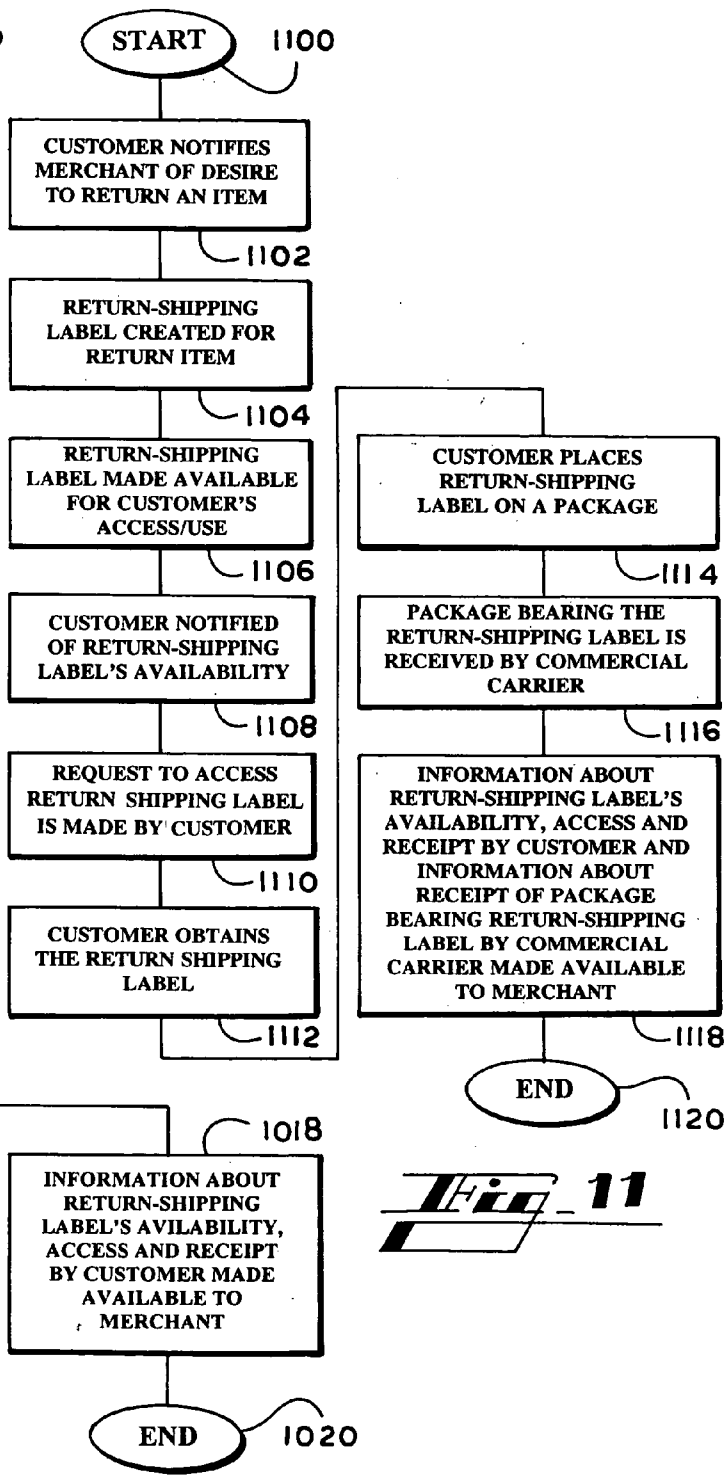 START
1100
CUSTOMER NOTIFIES
MERCHANT OF DESIRE
TO RETURN AN ITEM
1102
RETURN-SHIPPING
LABEL CREATED FOR
RETURN ITEM
1104
RETURN-SHIPPING
LABEL MADE AVAILABLE
FOR CUSTOMER'S
ACCESS/USE
1106
CUSTOMER NOTIFIED
OF RETURN-SHIPPING
LABEL'S AVAILABILITY
1108
REQUEST TO ACCESS
RETURN SHIPPING LABEL
IS MADE BY CUSTOMER
1110
CUSTOMER OBTAINS
THE RETURN SHIPPING
LABEL
1112
CUSTOMER PLACES
RETURN-SHIPPING
LABEL ON A PACKAGE
1114
PACKAGE BEARING THE
RETURN-SHIPPING LABEL IS
RECEIVED BY COMMERCIAL
CARRIER
1116
INFORMATION ABOUT
RETURN-SHIPPING LABEL'S
AVAILABILITY, ACCESS AND
RECEIPT BY CUSTOMER AND
INFORMATION ABOUT
RECEIPT OF PACKAGE
BEARING RETURN-SHIPPING
LABEL BY COMMERCIAL
CARRIER MADE AVAILABLE
TO MERCHANT
1118
END
1120
Fig_11
1018
INFORMATION ABOUT
RETURN-SHIPPING
LABEL'S AVILABILITY,
ACCESS AND RECEIPT
BY CUSTOMER MADE
AVAILABLE TO
MERCHANT
END
1020